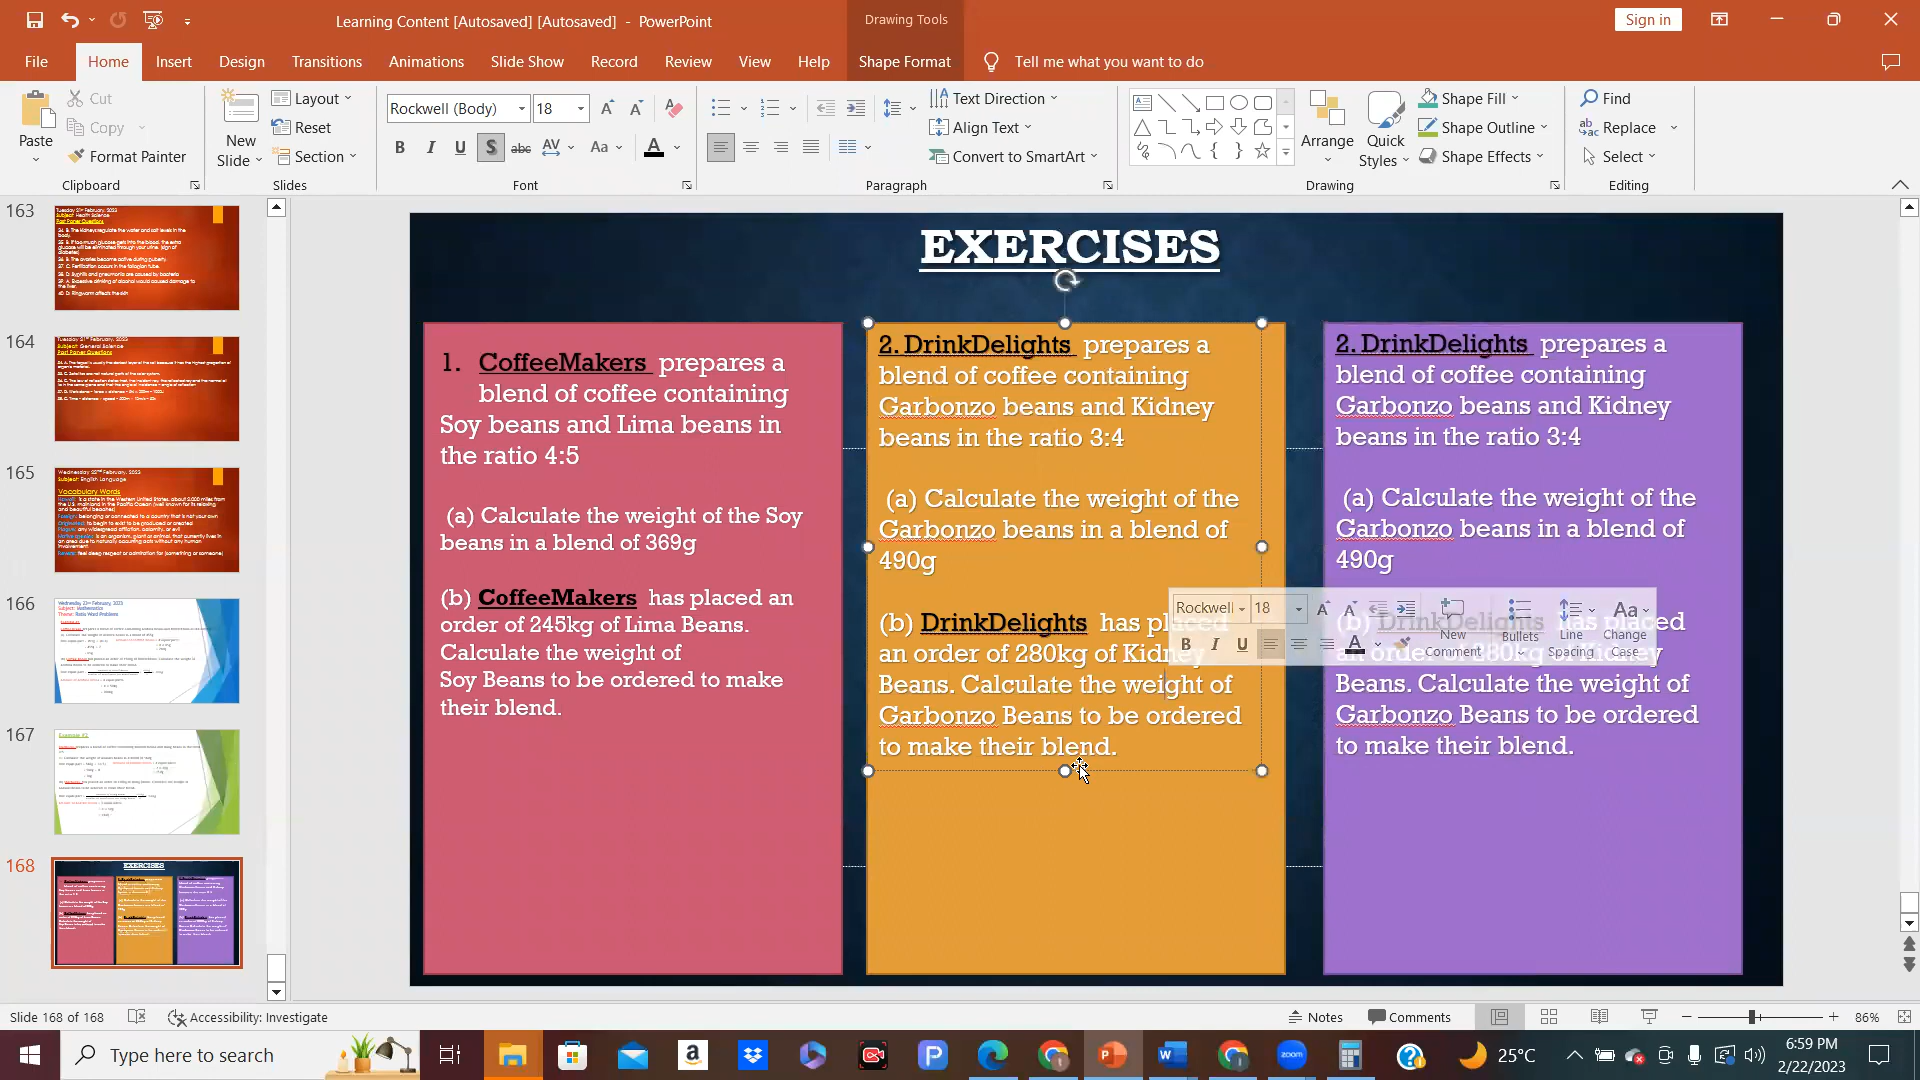 Learning Content [Autosaved] [Autosaved] - PowerPoint
Drawing Tools
Sign in
File Home Insert Design Transitions Animations Slide Show Record Review View Help Shape Format Tell me what you want to do
Paste
Cut
Copy
Format Painter
Clipboard
New Slide
Layout
Reset
Section
Slides
Rockwell (Body) 18
B I U S abc AV Aa A
Font
Text Direction
Align Text
Convert to SmartArt
Paragraph
Arrange
Quick Styles
Shape Fill
Shape Outline
Shape Effects
Drawing
Find
Replace
Select
Editing
163
164
165
166
167
168
EXERCISES
1. CoffeeMakers prepares a
blend of coffee containing
Soy beans and Lima beans in
the ratio 4:5
(a) Calculate the weight of the Soy
beans in a blend of 369g
(b) CoffeeMakers has placed an
order of 245kg of Lima Beans.
Calculate the weight of
Soy Beans to be ordered to make
their blend.
2. DrinkDelights prepares a
blend of coffee containing
Garbonzo beans and Kidney
beans in the ratio 3:4
(a) Calculate the weight of the
Garbonzo beans in a blend of
490g
(b) DrinkDelights has placed
an order of 280kg of Kidney
Beans. Calculate the weight of
Garbonzo Beans to be ordered
to make their blend.
2. DrinkDelights prepares a
blend of coffee containing
Garbonzo beans and Kidney
beans in the ratio 3:4
(a) Calculate the weight of the
Garbonzo beans in a blend of
490g
(b) DrinkDelights has placed
an order of 280kg of Kidney
Beans. Calculate the weight of
Garbonzo Beans to be ordered
to make their blend.
Rockwell 18
B I U A
New Comment
Bullets
Line Spacing
Change Case
Slide 168 of 168
Accessibility: Investigate
Notes
Comments
86%
Type here to search
25°C
6:59 PM
2/22/2023